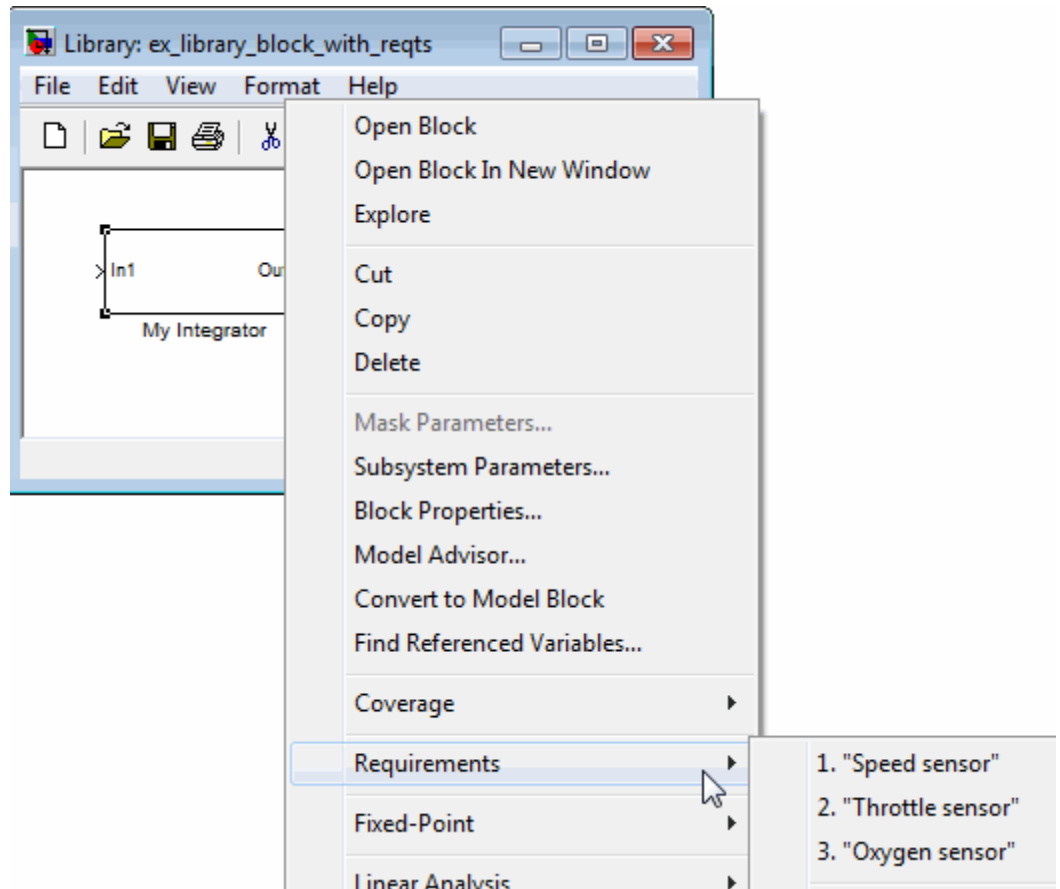 Library: ex_library_block_with_reqts
File Edit View Format Help
Open Block
Open Block In New Window
Explore
In1
My Integrator
Cut
Copy
Delete
Mask Parameters...
Subsystem Parameters...
Block Properties...
Model Advisor...
Convert to Model Block
Find Referenced Variables...
Coverage
Requirements
1. "Speed sensor"
2. "Throttle sensor"
3. "Oxygen sensor"
Fixed-Point
Linear Analysis